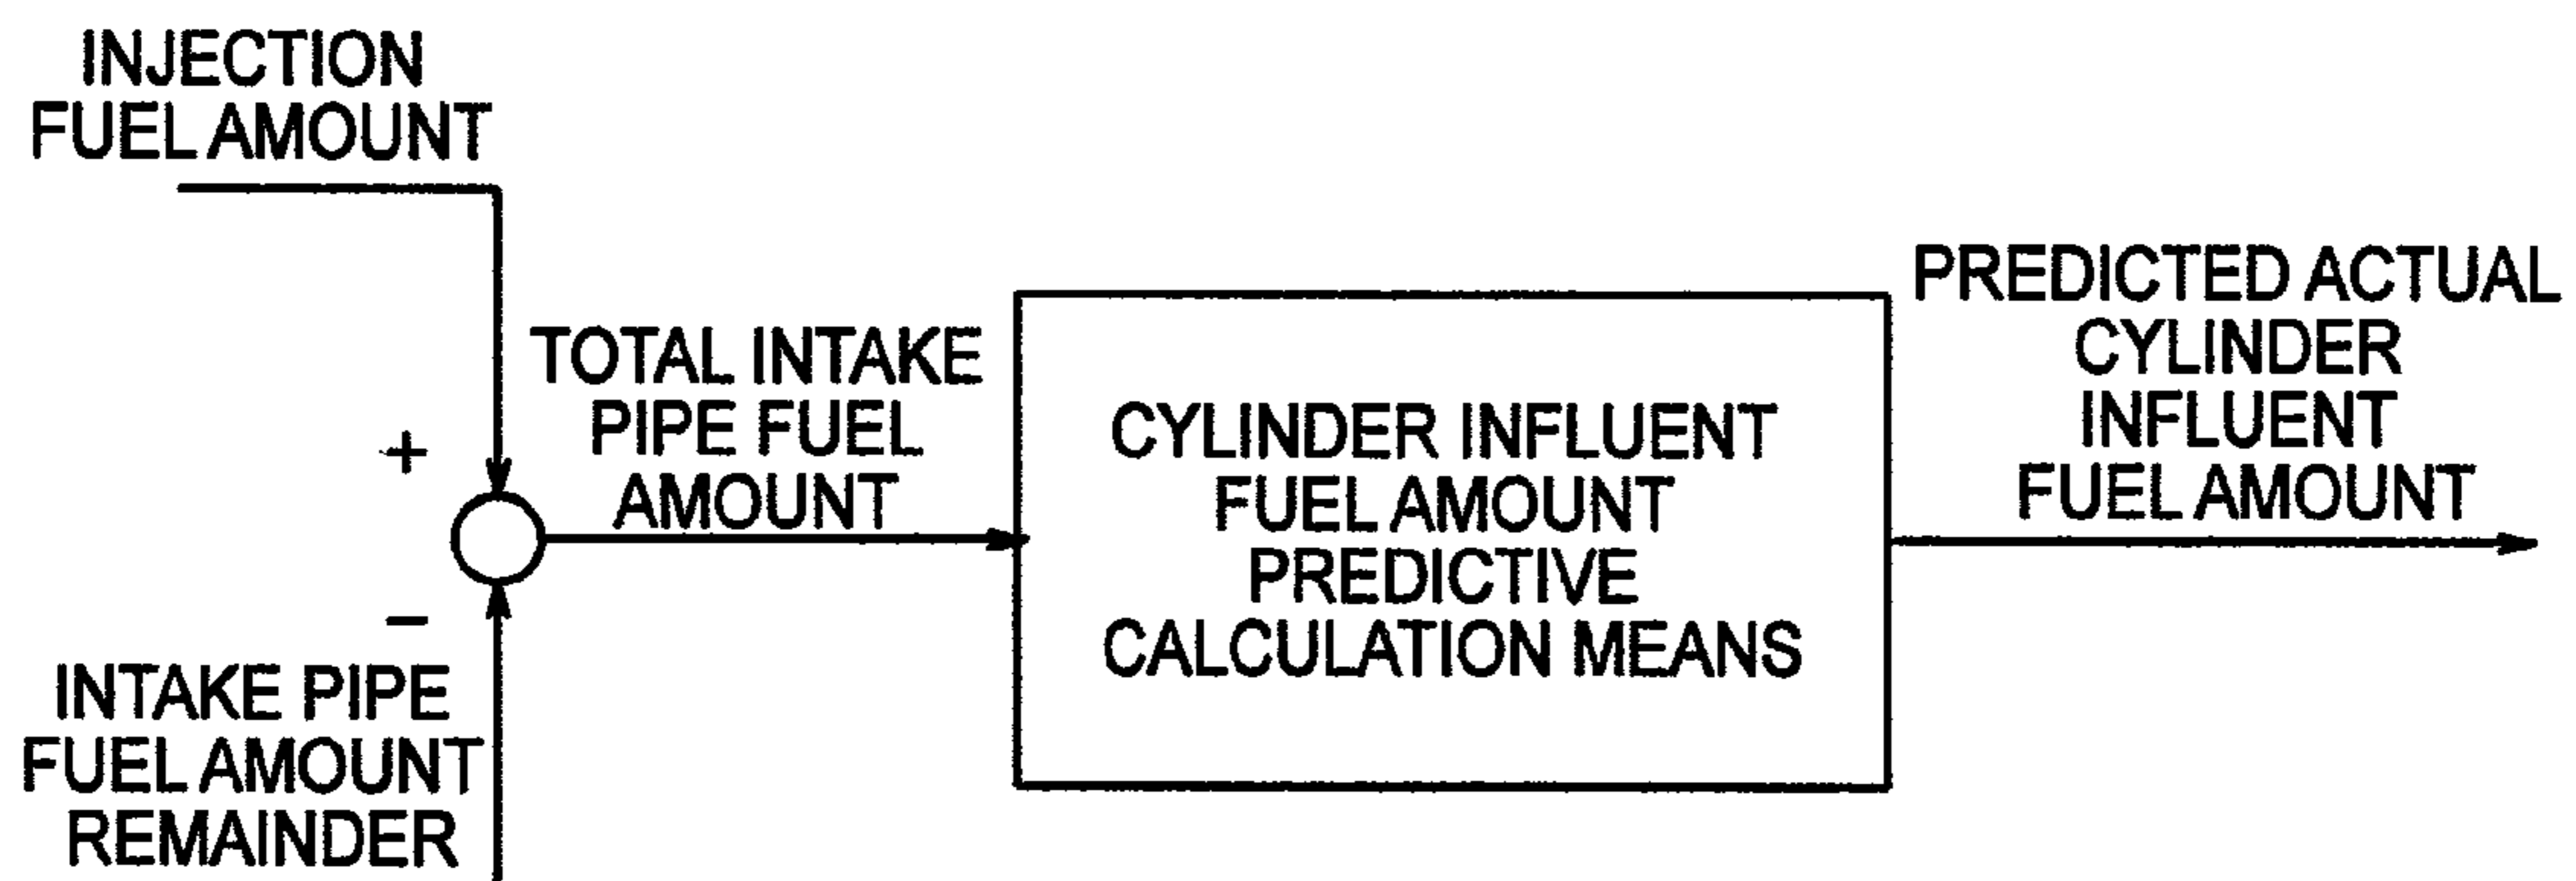 INJECTION
FUEL AMOUNT
+
TOTAL INTAKE
PIPE FUEL
AMOUNT
−
INTAKE PIPE
FUEL AMOUNT
REMAINDER
CYLINDER INFLUENT
FUEL AMOUNT
PREDICTIVE
CALCULATION MEANS
PREDICTED ACTUAL
CYLINDER
INFLUENT
FUEL AMOUNT